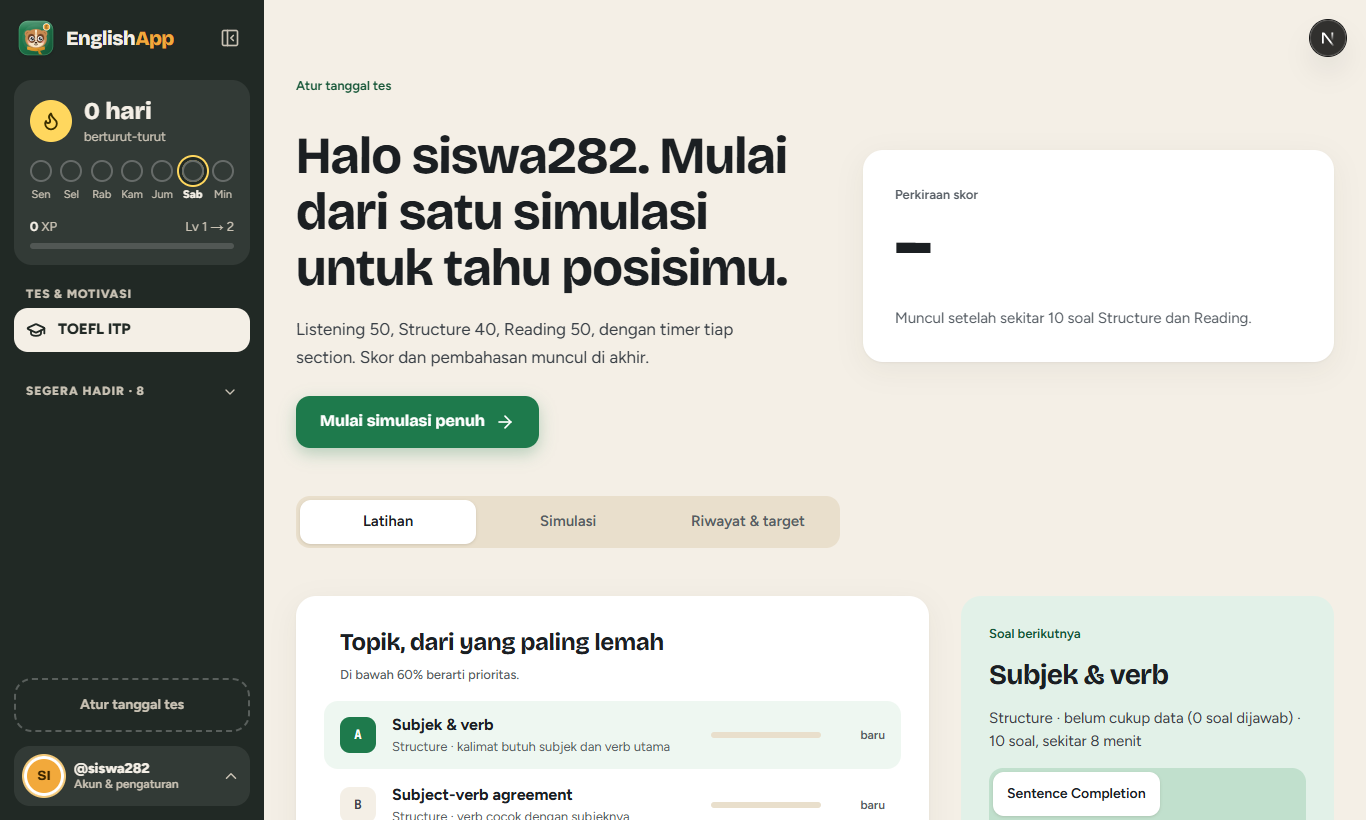 EnglishApp
0 hari
berturut-turut
Sen Sel Rab Kam Jum Sab Min
0 XP Lv 1 → 2
TES & MOTIVASI
TOEFL ITP
SEGERA HADIR · 8
Atur tanggal tes
SI
@siswa282
Akun & pengaturan
N
Atur tanggal tes
Halo siswa282. Mulai
dari satu simulasi
untuk tahu posisimu.
Listening 50, Structure 40, Reading 50, dengan timer tiap
section. Skor dan pembahasan muncul di akhir.
Mulai simulasi penuh →
Perkiraan skor
—
Muncul setelah sekitar 10 soal Structure dan Reading.
Latihan Simulasi Riwayat & target
Topik, dari yang paling lemah
Di bawah 60% berarti prioritas.
A Subjek & verb baru
Structure · kalimat butuh subjek dan verb utama
B Subject-verb agreement baru
Structure · verb cocok dengan subjeknya
Soal berikutnya
Subjek & verb
Structure · belum cukup data (0 soal dijawab) ·
10 soal, sekitar 8 menit
Sentence Completion